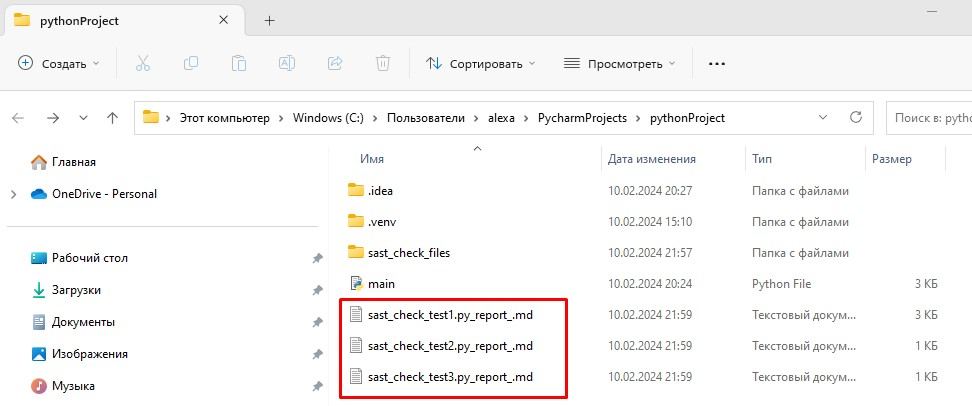 pythonProject
Создать
Сортировать
Просмотреть
Этот компьютер > Windows (C:) > Пользователи > alexa > PycharmProjects > pythonProject
Поиск в: pytho
Имя Дата изменения Тип Размер
Главная
OneDrive - Personal
Рабочий стол
Загрузки
Документы
Изображения
Музыка
.idea 10.02.2024 20:27 Папка с файлами
.venv 10.02.2024 15:10 Папка с файлами
sast_check_files 10.02.2024 21:57 Папка с файлами
main 10.02.2024 20:24 Python File 3 КБ
sast_check_test1.py_report_.md 10.02.2024 21:59 Текстовый докум... 3 КБ
sast_check_test2.py_report_.md 10.02.2024 21:59 Текстовый докум... 1 КБ
sast_check_test3.py_report_.md 10.02.2024 21:59 Текстовый докум... 1 КБ